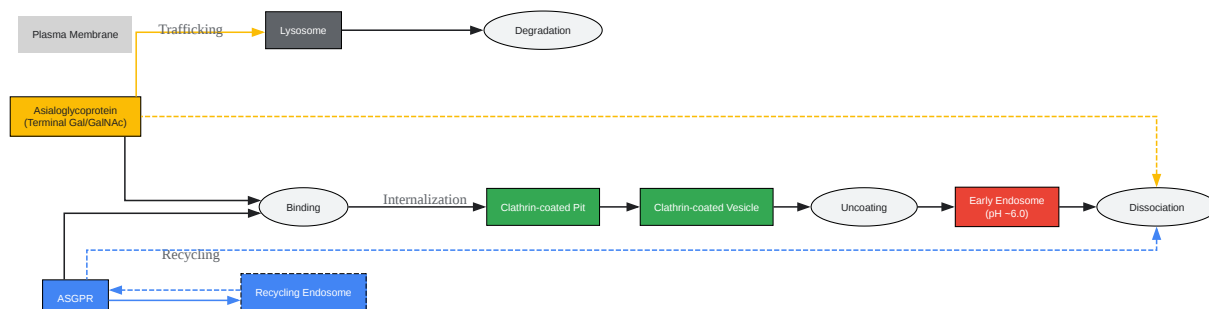 Plasma Membrane
Trafficking
Lysosome
Degradation
Asialoglycoprotein
(Terminal Gal/GalNAc)
Binding
Internalization
Clathrin-coated Pit
Clathrin-coated Vesicle
Uncoating
Early Endosome
(pH ~6.0)
Dissociation
Recycling
ASGPR
Recycling Endosome